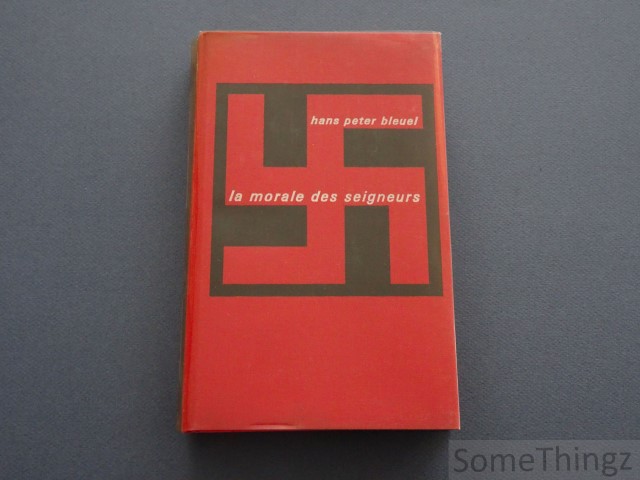 hans peter bleuel
la morale des seigneurs
SomeThingz